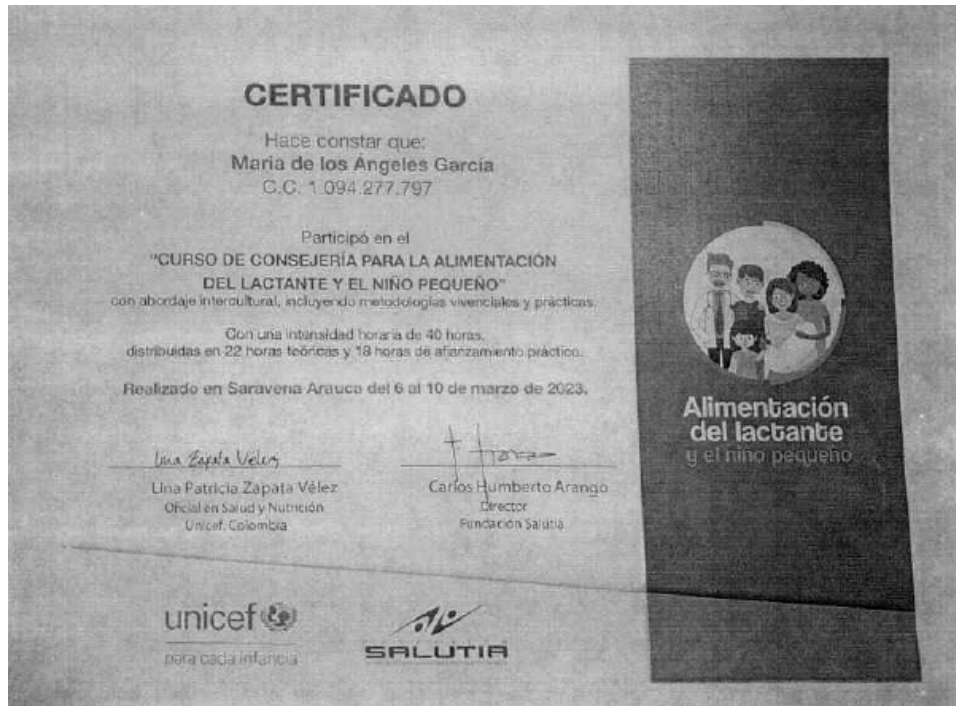 CERTIFICADO
Hace constar que:
Maria de los Ángeles García
C.C. 1.094.277.797
Participó en el
"CURSO DE CONSEJERÍA PARA LA ALIMENTACIÓN
DEL LACTANTE Y EL NIÑO PEQUEÑO"
con abordaje intercultural, incluyendo metodologías vivenciales y prácticas.
Con una intensidad horaria de 40 horas,
distribuidas en 22 horas teóricas y 18 horas de afianzamiento práctico.
Realizado en Saravena Arauca del 6 al 10 de marzo de 2023.
Lina Zapata Vélez
Lina Patricia Zapata Vélez
Oficial en Salud y Nutrición
Unicef, Colombia
Carlos Humberto Arango
Director
Fundación Salutia
unicef
para cada infancia
SALUTIA
Alimentación
del lactante
y el niño pequeño